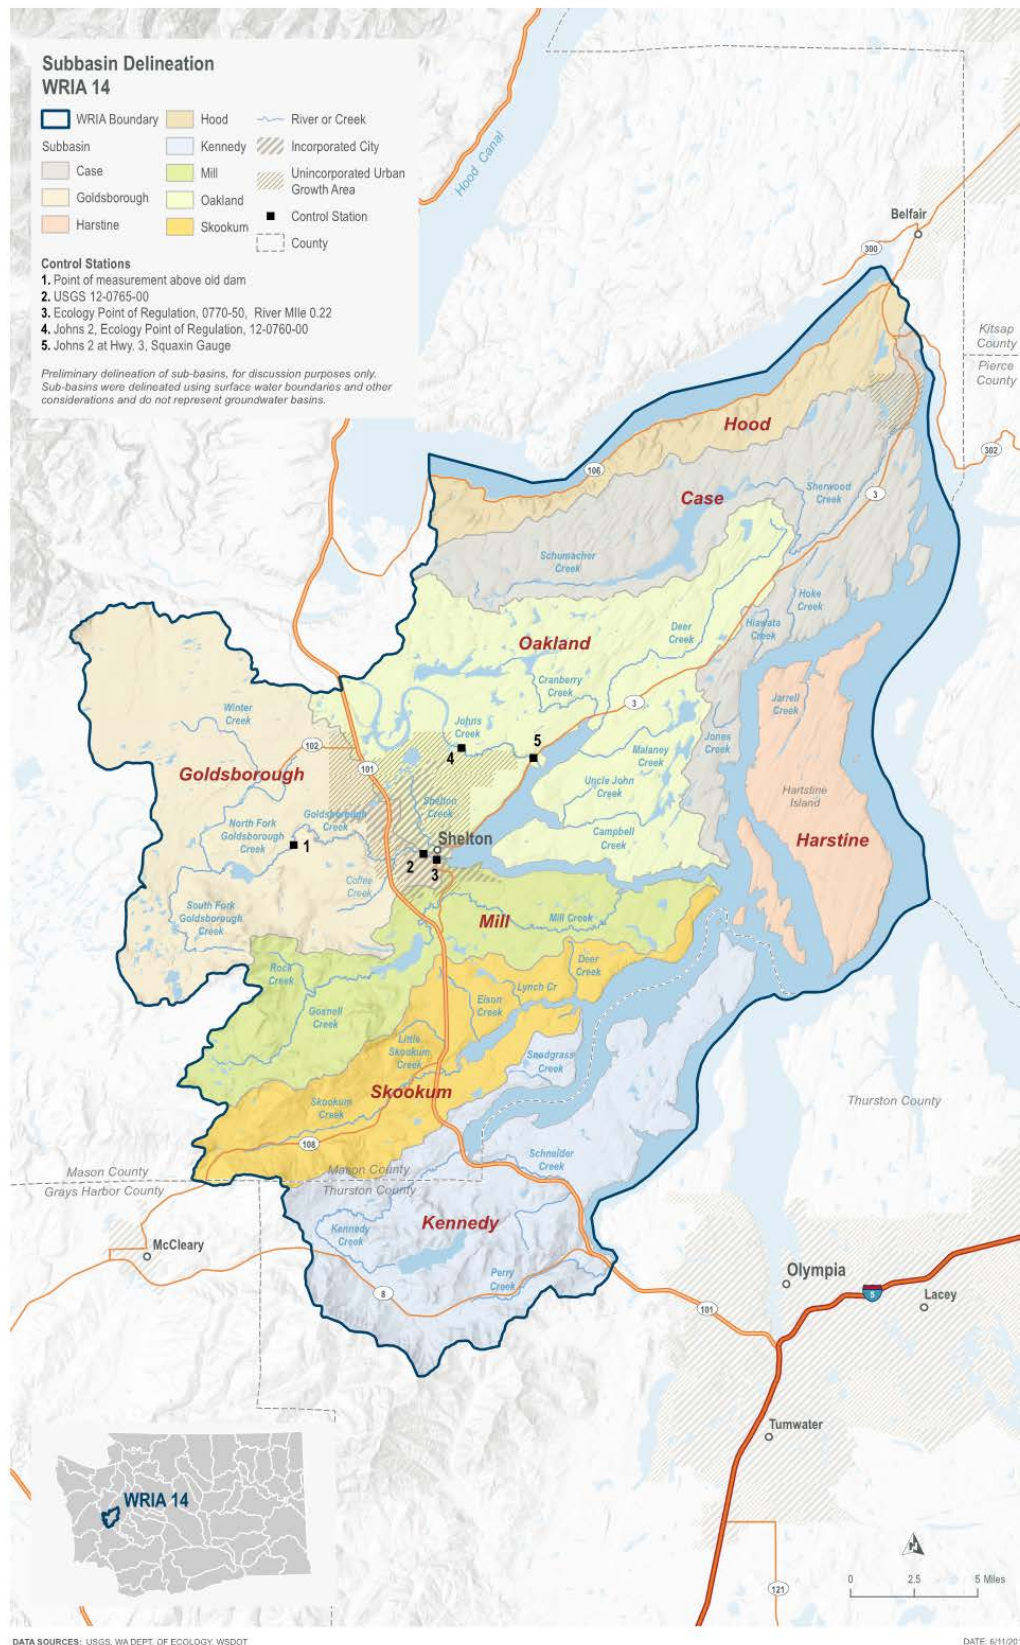 Subbasin Delineation
WRIA 14
WRIA Boundary
Subbasin
Case
Goldsborough
Harstine
Hood
Kennedy
Mill
Oakland
Skookum
River or Creek
Incorporated City
Unincorporated Urban
Growth Area
Control Station
County
Control Stations
1. Point of measurement above old dam
2. USGS 12-0765-00
3. Ecology Point of Regulation, 0770-50, River MIle 0.22
4. Johns 2, Ecology Point of Regulation, 12-0760-00
5. Johns 2 at Hwy. 3, Squaxin Gauge
Preliminary delineation of sub-basins, for discussion purposes only.
Sub-basins were delineated using surface water boundaries and other
considerations and do not represent groundwater basins.
Hood Canal
Belfair
300
Kitsap
County
Pierce
County
302
Hood
106
Case
Sherwood
Creek
3
Schumacher
Creek
Hoke
Creek
Hiawata
Creek
Deer
Creek
Oakland
Cranberry
Creek
3
Jarrell
Creek
Winter
Creek
102
Johns
Creek
4
5
Jones
Creek
Malaney
Creek
101
Goldsborough
Uncle John
Creek
Hartstine
Island
Shelton
Creek
Goldsborough
Creek
North Fork
Goldsborough
Creek
1
Campbell
Creek
Shelton
Harstine
2
3
Coffee
Creek
South Fork
Goldsborough
Creek
Mill
Mill Creek
Rock
Creek
Deer
Creek
Lynch Cr
Elson
Creek
Gosnell
Creek
Little
Skookum
Creek
Snodgrass
Creek
Skookum
Skookum
Creek
Thurston County
108
Schneider
Creek
Mason County
Grays Harbor County
Mason County
Thurston County
Kennedy
Kennedy
Creek
McCleary
Perry
Creek
8
Olympia
5
Lacey
101
Tumwater
WRIA 14
121
N
0
2.5
5 Miles
DATA SOURCES: USGS, WA DEPT. OF ECOLOGY, WSDOT
DATE: 6/11/20